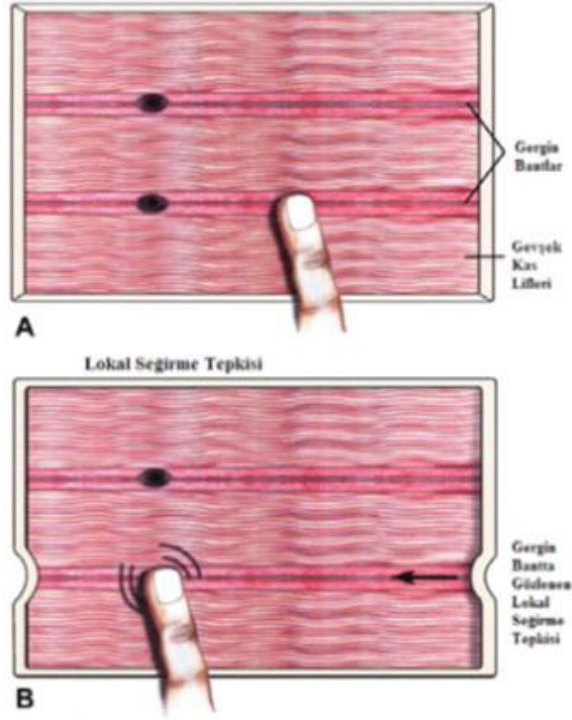 Gergin
Bantlar
Gevşek
Kas
Lifleri
A
Lokal Seğirme Tepkisi
Gergin
Bantta
Gözlenen
Lokal
Seğirme
Tepkisi
B